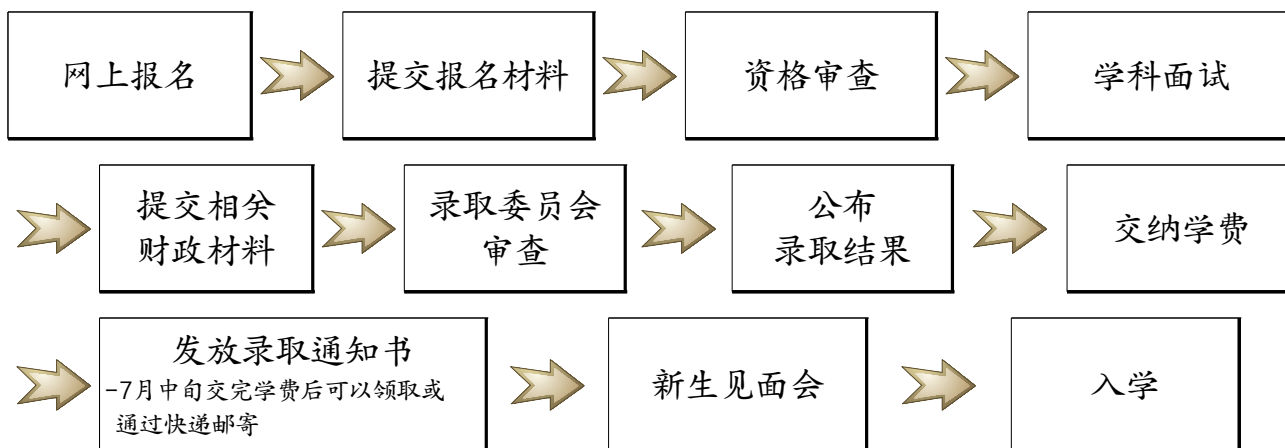 网上报名
提交报名材料
资格审查
学科面试
提交相关
财政材料
录取委员会
审查
公布
录取结果
交纳学费
发放录取通知书
-7月中旬交完学费后可以领取或
通过快递邮寄
新生见面会
入学